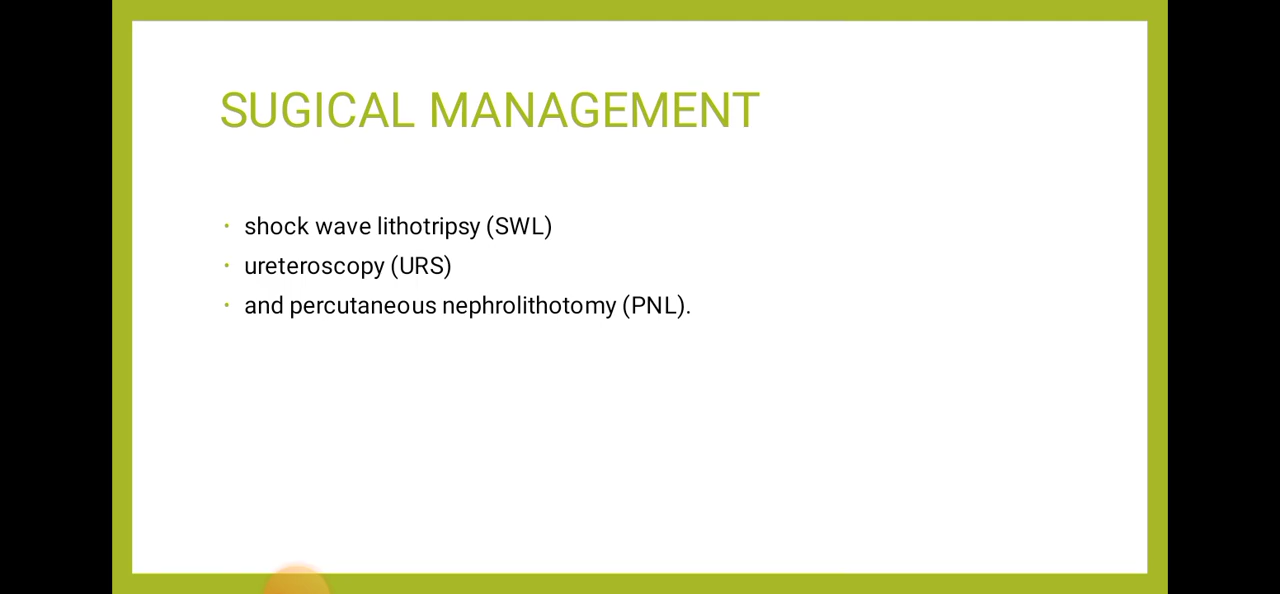 SUGICAL MANAGEMENT
• shock wave lithotripsy (SWL)
• ureteroscopy (URS)
• and percutaneous nephrolithotomy (PNL).